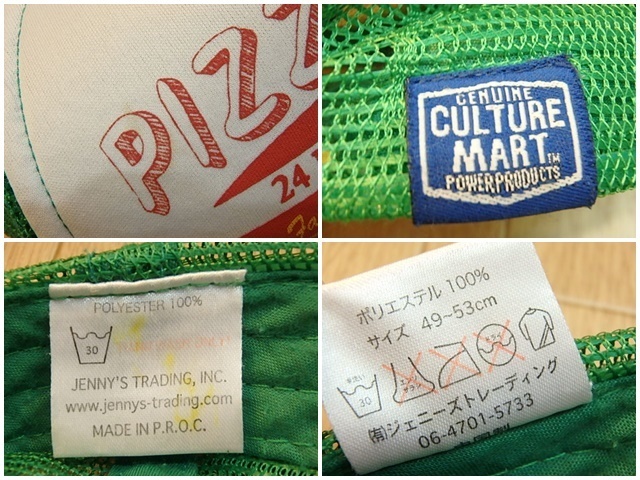 PIZZ
24
GENUINE
CULTURE
MART TM
POWERPRODUCTS
POLYESTER 100%
30
JENNY'S TRADING, INC.
www.jennys-trading.com
MADE IN P.R.O.C.
ポリエステル 100%
サイズ 49~53cm
30
(有)ジェニーズトレーディング
06-4701-5733